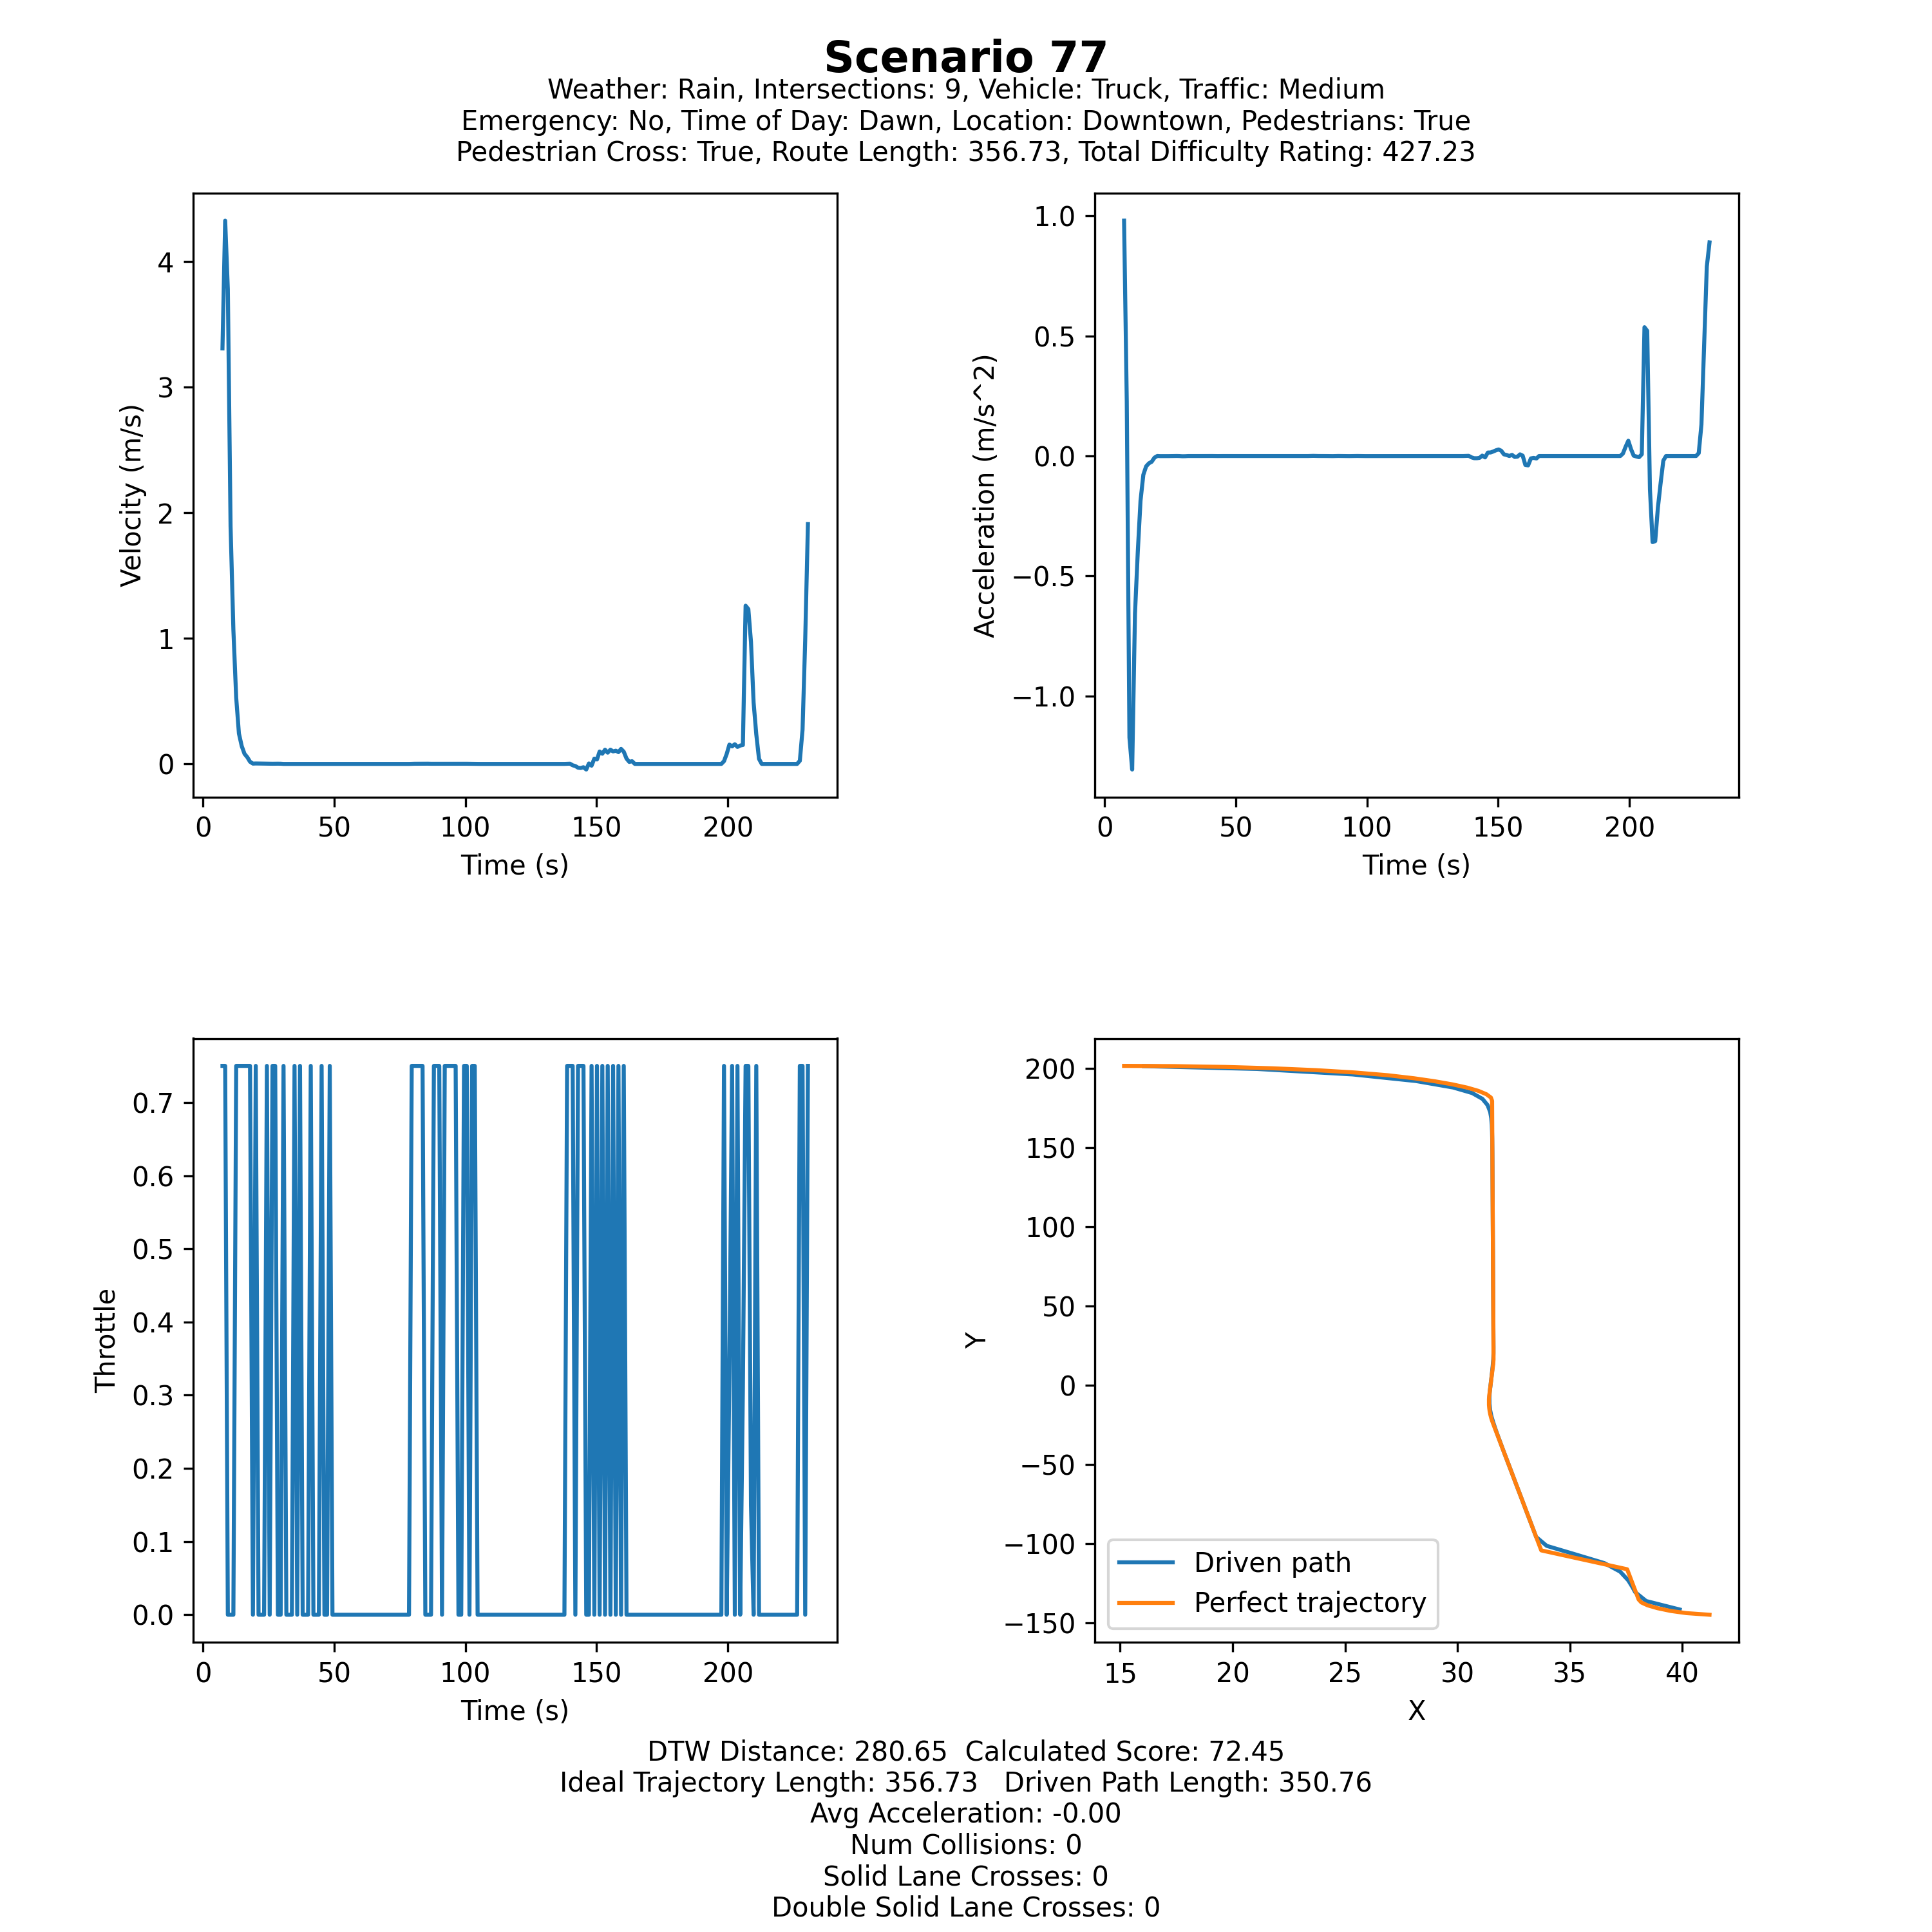 Scenario 77
Weather: Rain, Intersections: 9, Vehicle: Truck, Traffic: Medium
Emergency: No, Time of Day: Dawn, Location: Downtown, Pedestrians: True
Pedestrian Cross: True, Route Length: 356.73, Total Difficulty Rating: 427.23
Velocity (m/s)
4
3
2
1
0
0 50 100 150 200
Time (s)
Acceleration (m/s^2)
1.0
0.5
0.0
−0.5
−1.0
0 50 100 150 200
Time (s)
Throttle
0.7
0.6
0.5
0.4
0.3
0.2
0.1
0.0
0 50 100 150 200
Time (s)
Y
200
150
100
50
0
−50
−100
−150
Driven path
Perfect trajectory
15 20 25 30 35 40
X
DTW Distance: 280.65 Calculated Score: 72.45
Ideal Trajectory Length: 356.73 Driven Path Length: 350.76
Avg Acceleration: -0.00
Num Collisions: 0
Solid Lane Crosses: 0
Double Solid Lane Crosses: 0